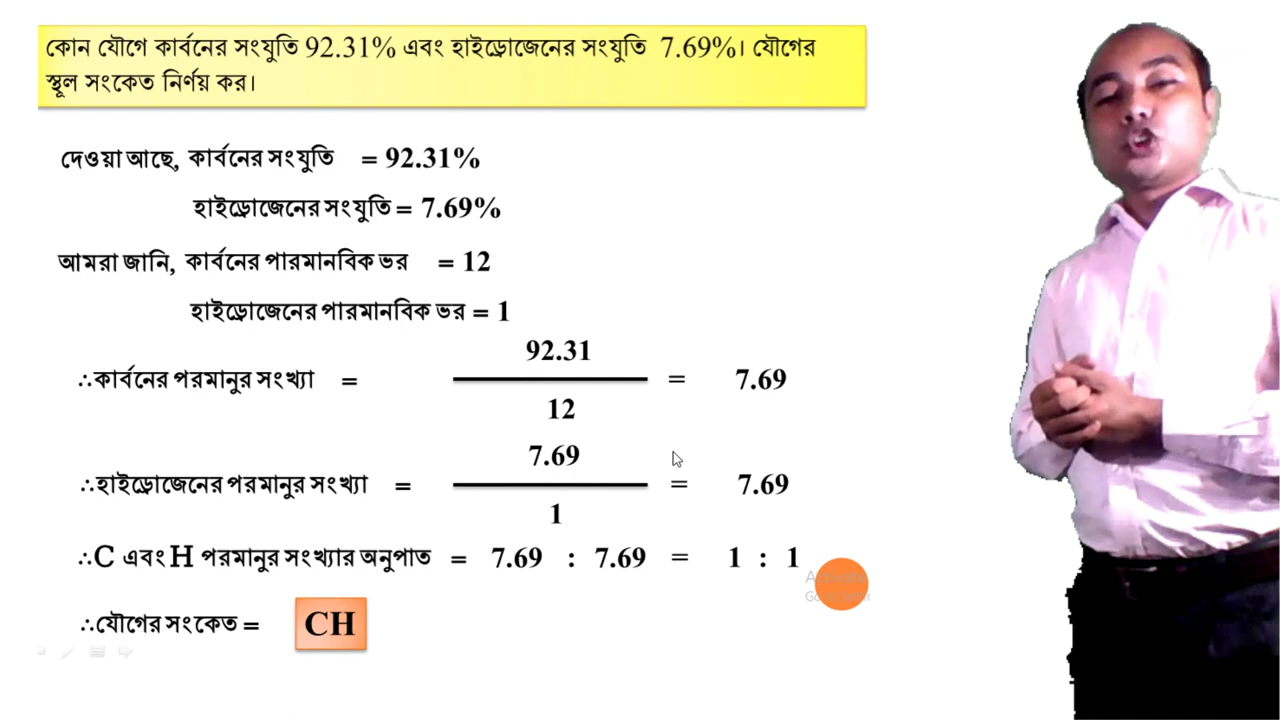 কোন যৌগে কার্বনের সংযুতি 92.31% এবং হাইড্রোজেনের সংযুতি 7.69%। যৌগের
স্থূল সংকেত নির্ণয় কর।
দেওয়া আছে, কার্বনের সংযুতি = 92.31%
হাইড্রোজেনের সংযুতি = 7.69%
আমরা জানি, কার্বনের পারমানবিক ভর = 12
হাইড্রোজেনের পারমানবিক ভর = 1
92.31
∴কার্বনের পরমানুর সংখ্যা = = 7.69
12
7.69
∴হাইড্রোজেনের পরমানুর সংখ্যা = = 7.69
1
∴C এবং H পরমানুর সংখ্যার অনুপাত = 7.69 : 7.69 = 1 : 1
∴যৌগের সংকেত = CH